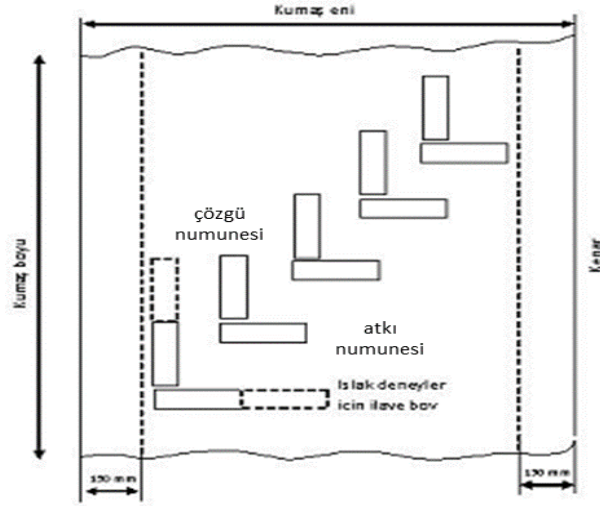 Kumaş eni
çözgü
numunesi
Kumaş boyu
Kenar
atkı
numunesi
Islak deneyler
için ilave boy
150 mm
150 mm